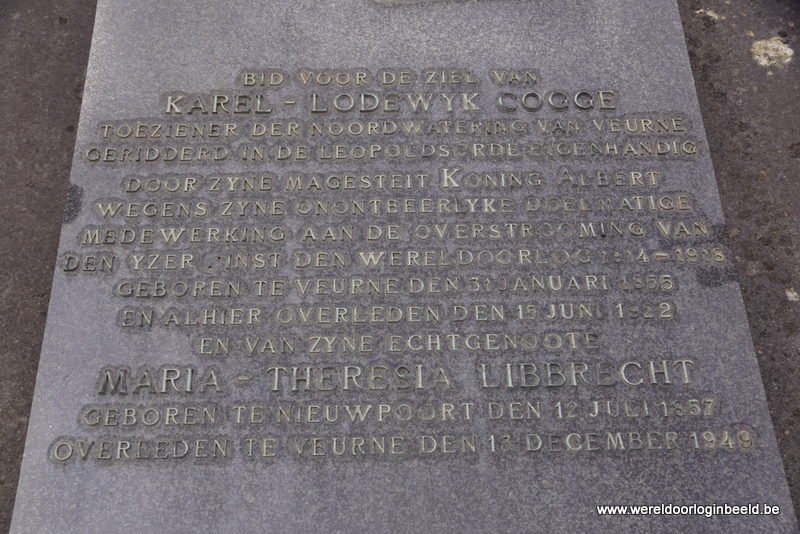 BID VOOR DE ZIEL VAN
KAREL - LODEWYK COGGE
TOEZIENER DER NOORDWATERING VAN VEURNE
GERIDDERD IN DE LEOPOLDSORDE EIGENHANDIG
DOOR ZYNE MAGESTEIT KONING ALBERT
WEGENS ZYNE ONONTBEERLYKE DOELMATIGE
MEDEWERKING AAN DE OVERSTROOMING VAN
DEN YZER DEN WERELDOORLOG 1914-1918
GEBOREN TE VEURNE DEN 31 JANUARI 1855
EN ALHIER OVERLEDEN DEN 15 JUNI 1922
EN VAN ZYNE ECHTGENOOTE
MARIA - THERESIA LIBBRECHT
GEBOREN TE NIEUWPOORT DEN 12 JULI 1857
OVERLEDEN TE VEURNE DEN 13 DECEMBER 1949
www.wereldoorloginbeeld.be